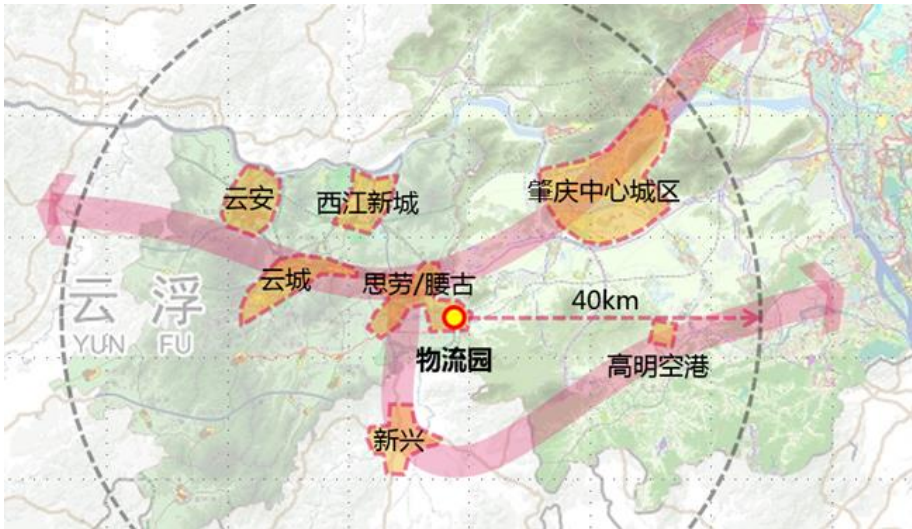 云安
西江新城
肇庆中心城区
云城
思劳/腰古
40km
云 浮
YUN FU
物流园
高明空港
新兴